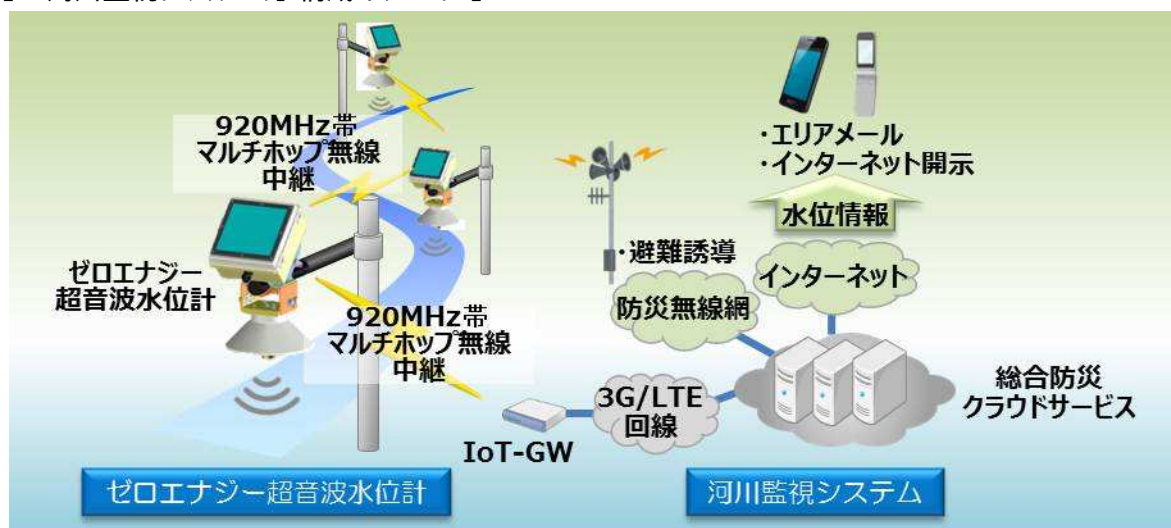 920MHz帯
マルチホップ無線
中継
ゼロエナジー
超音波水位計
920MHz帯
マルチホップ無線
中継
IoT-GW
3G/LTE
回線
・避難誘導
防災無線網
・エリアメール
・インターネット開示
水位情報
インターネット
総合防災
クラウドサービス
ゼロエナジー超音波水位計
河川監視システム